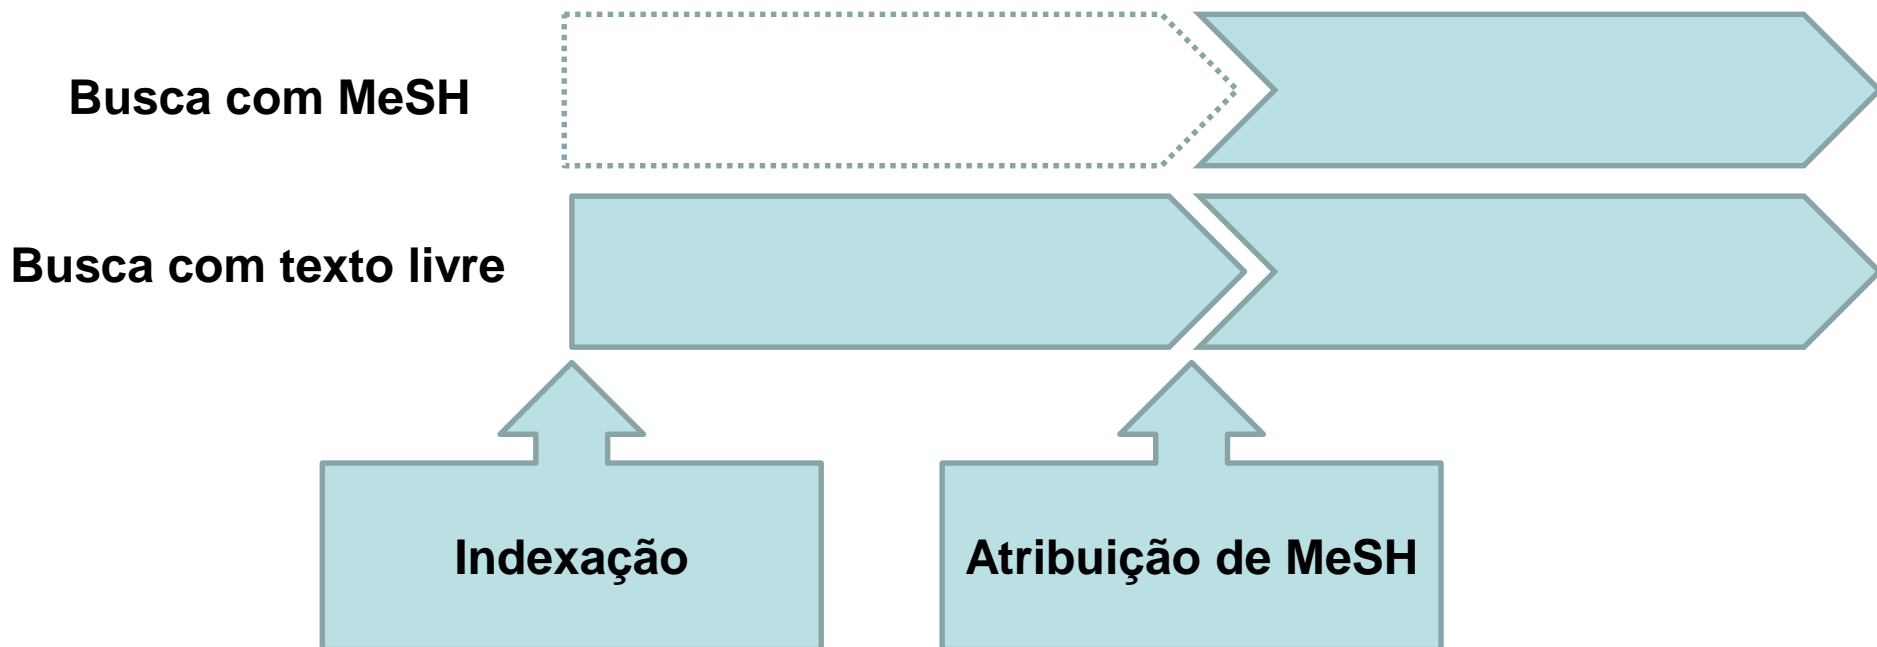 Busca com MeSH
Busca com texto livre
Indexação
Atribuição de MeSH